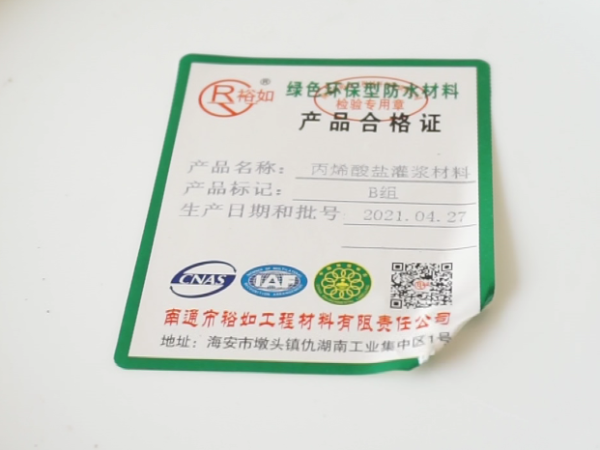 裕如®
绿色环保型防水材料
检验专用章
产品合格证
产品名称: 丙烯酸盐灌浆材料
产品标记: B组
生产日期和批号 2021.04.27
CNAS
IAF
南通市裕如工程材料有限责任公司
地址: 海安市墩头镇仇湖南工业集中区1号